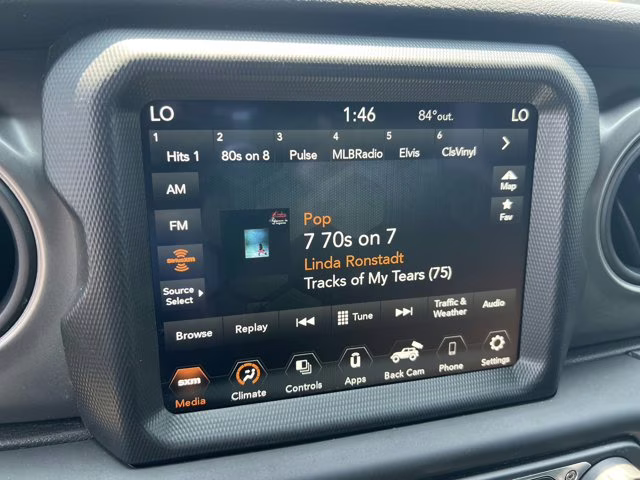 LO 1:46 84°out. LO
1 2 3 4 5 6
Hits 1 80s on 8 Pulse MLBRadio Elvis ClsVinyl
AM
Map
FM
Fav
Pop
7 70s on 7
Linda Ronstadt
Tracks of My Tears (75)
SiriusXM
Source
Select
Browse Replay Tune Traffic &
Weather Audio
sxm
Media Climate Controls Apps Back Cam Phone Settings